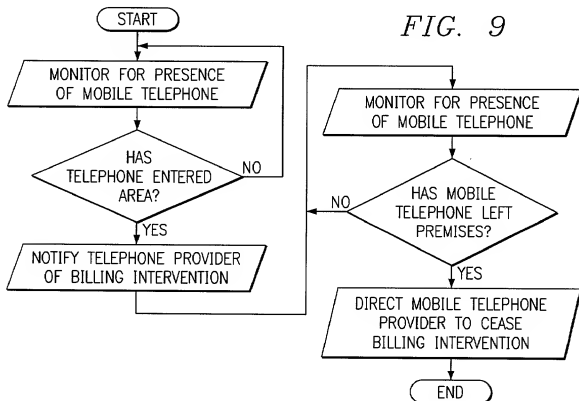 FIG. 9
START
MONITOR FOR PRESENCE
OF MOBILE TELEPHONE
HAS
TELEPHONE ENTERED
AREA?
NO
YES
NOTIFY TELEPHONE PROVIDER
OF BILLING INTERVENTION
MONITOR FOR PRESENCE
OF MOBILE TELEPHONE
HAS MOBILE
TELEPHONE LEFT
PREMISES?
NO
YES
DIRECT MOBILE TELEPHONE
PROVIDER TO CEASE
BILLING INTERVENTION
END